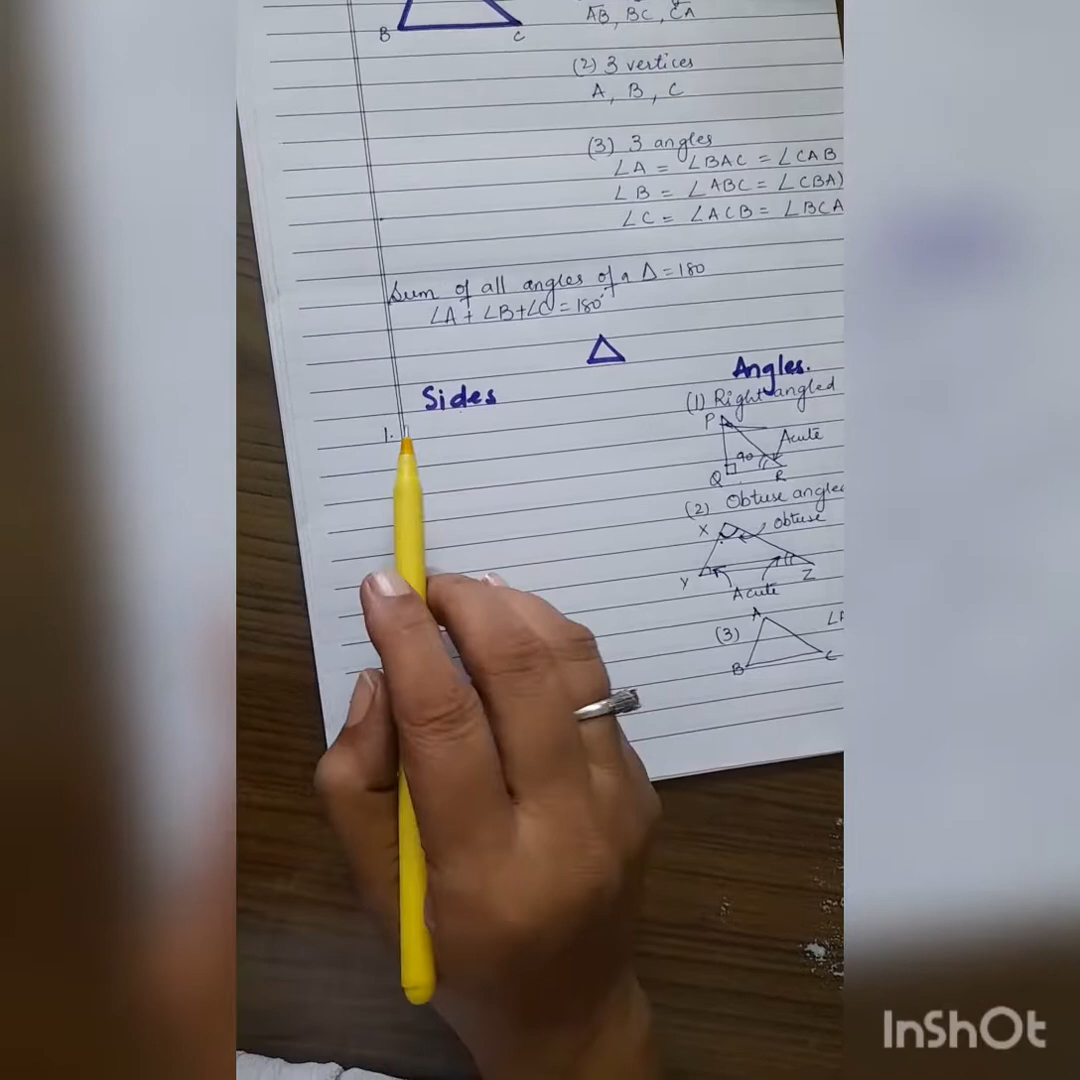 B C
AB, BC, CA
(2) 3 vertices
A, B, C
(3) 3 angles
∠A = ∠BAC = ∠CAB
∠B = ∠ABC = ∠CBA)
∠C = ∠ACB = ∠BCA
Sum of all angles of a Δ = 180
∠A + ∠B + ∠C = 180°
Sides
1.
Angles.
(1) Right angled
P
Acute
90
Q R
(2) Obtuse angled
X obtuse
Y Z
Acute
(3) A
B C
InShOt